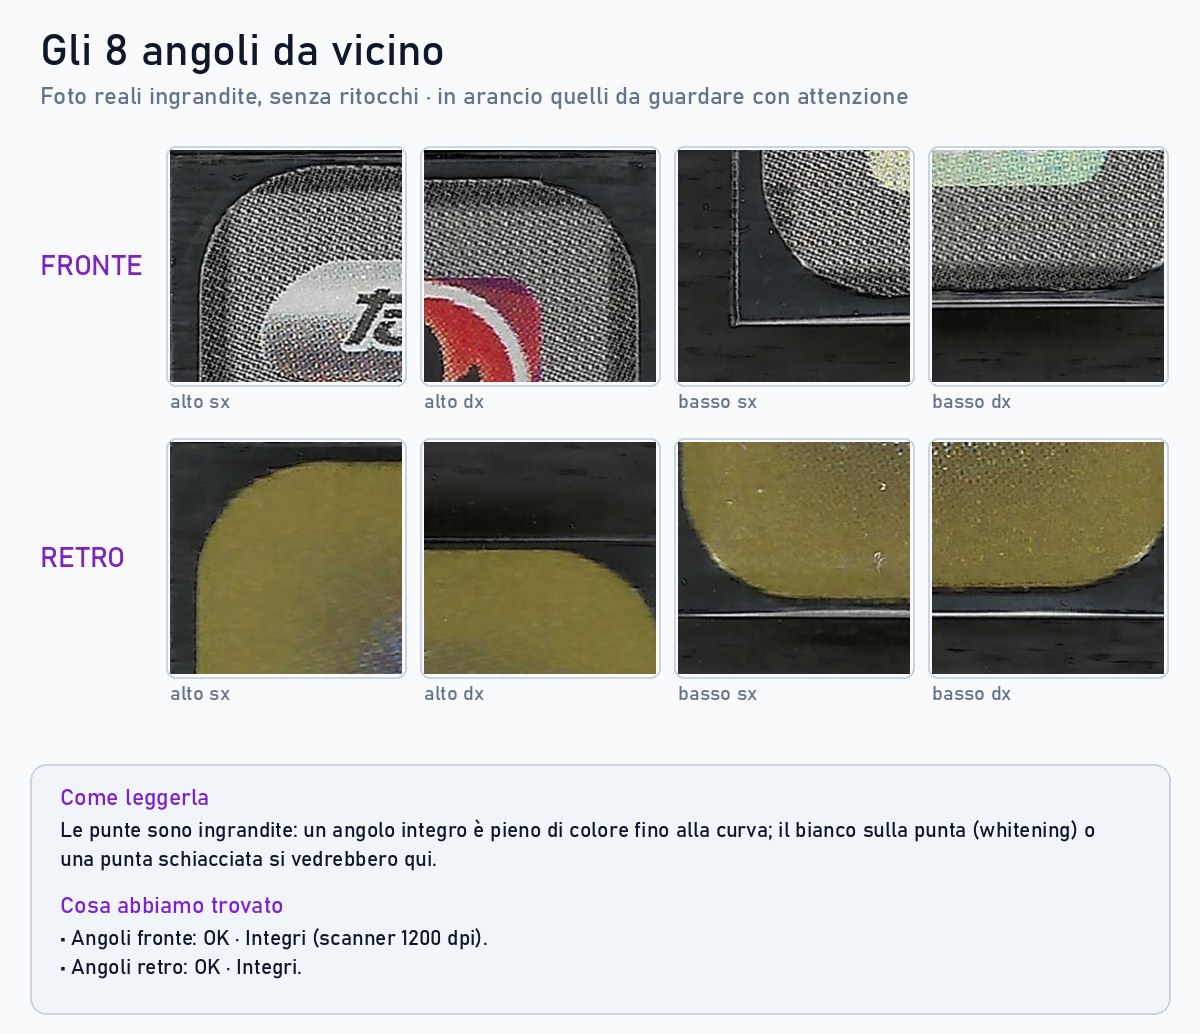 Gli 8 angoli da vicino
Foto reali ingrandite, senza ritocchi · in arancio quelli da guardare con attenzione
FRONTE
alto sx
alto dx
basso sx
basso dx
RETRO
alto sx
alto dx
basso sx
basso dx
Come leggerla
Le punte sono ingrandite: un angolo integro è pieno di colore fino alla curva; il bianco sulla punta (whitening) o
una punta schiacciata si vedrebbero qui.
Cosa abbiamo trovato
• Angoli fronte: OK · Integri (scanner 1200 dpi).
• Angoli retro: OK · Integri.